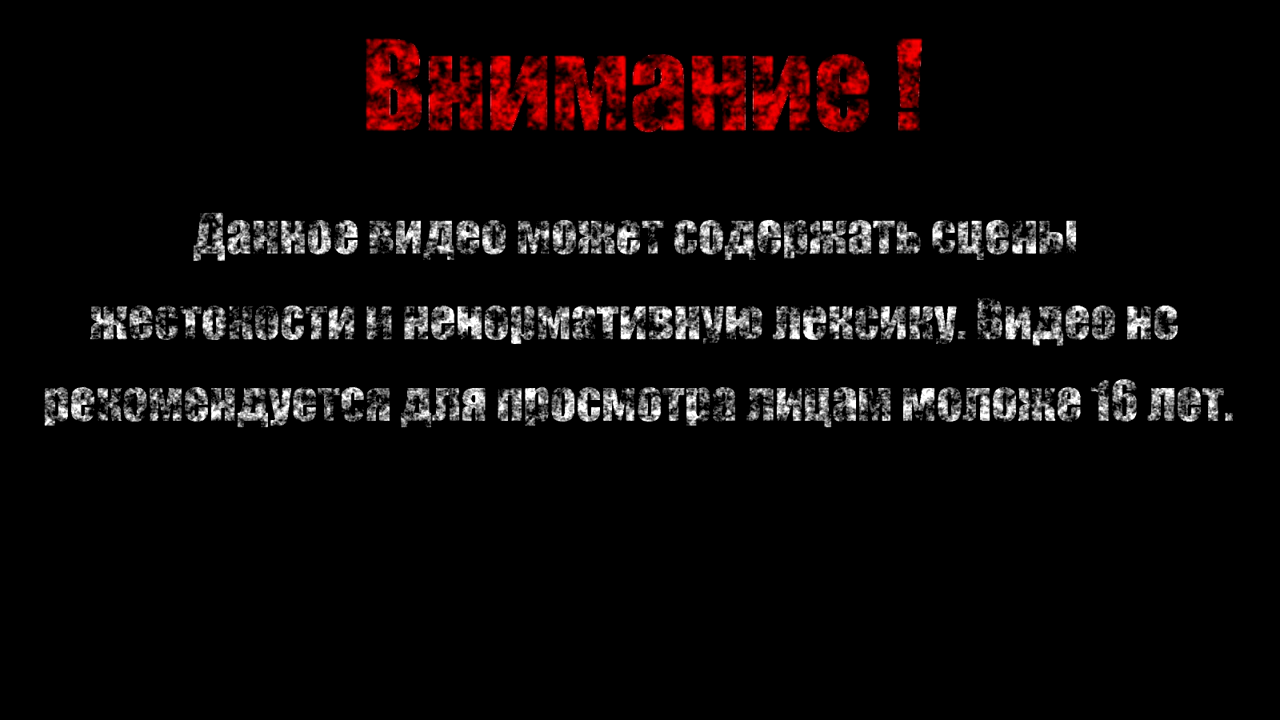 Внимание !
Данное видео может содержать сцены
жестокости и ненормативную лексику. Видео не
рекомендуется для просмотра лицам моложе 16 лет.